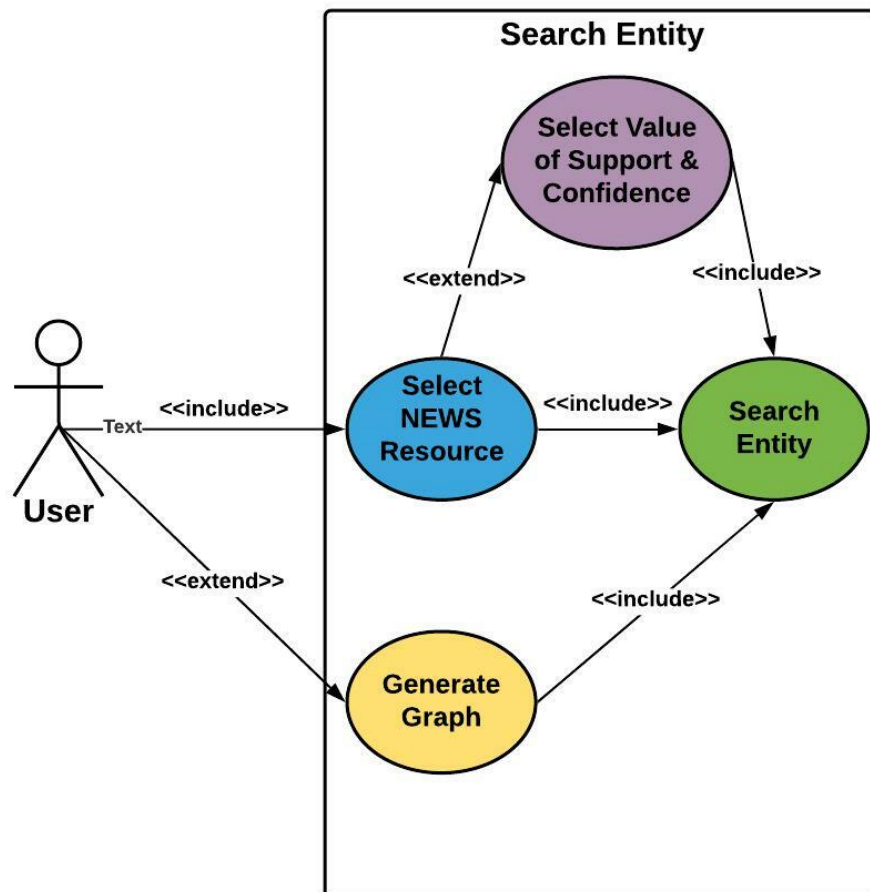 Search Entity
Select Value
of Support &
Confidence
<<extend>>
<<include>>
<<include>>
Select
NEWS
Resource
<<include>>
Search
Entity
Text
User
<<extend>>
<<include>>
Generate
Graph